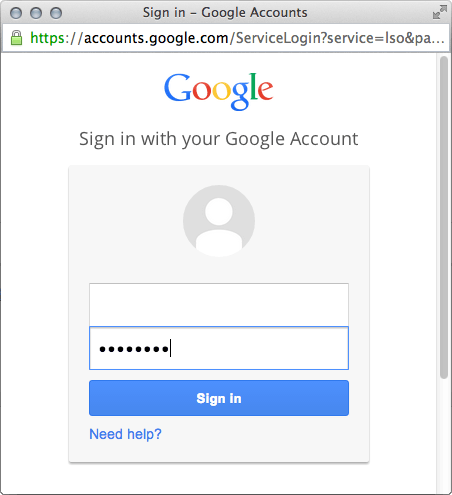 Sign in – Google Accounts
https://accounts.google.com/ServiceLogin?service=lso&pa...
Google
Sign in with your Google Account
••••••••
Sign in
Need help?